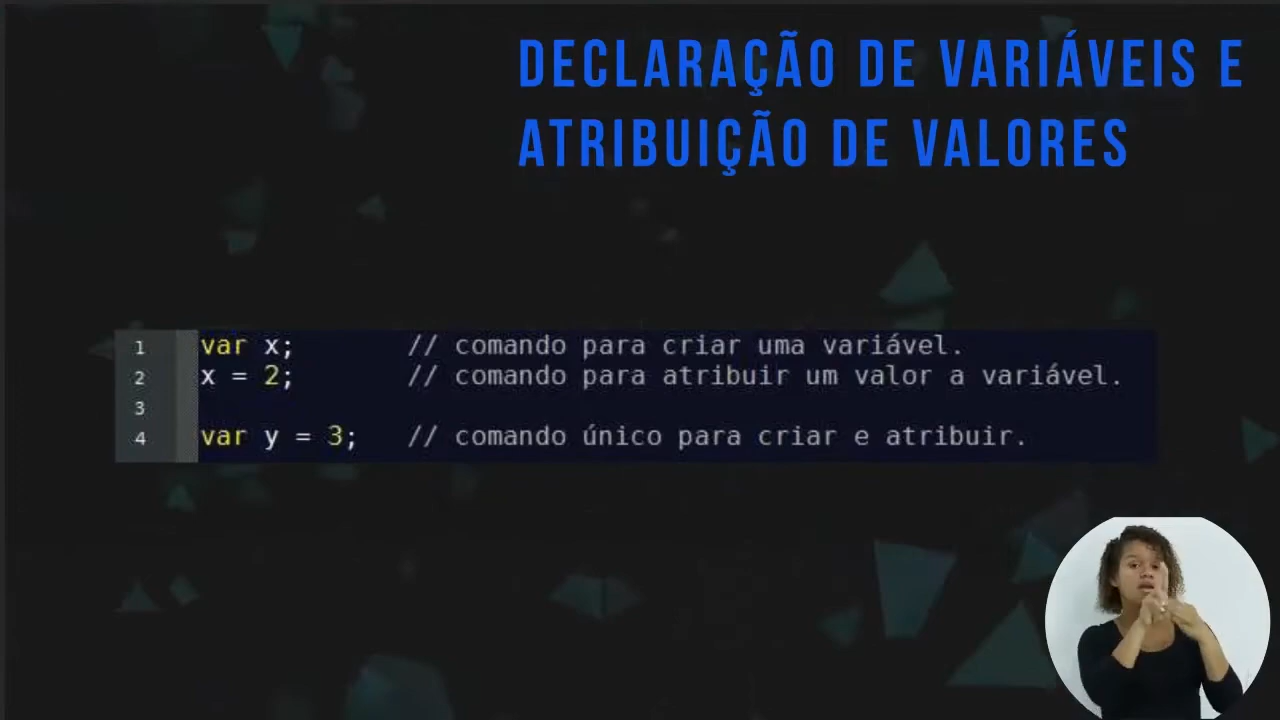 DECLARAÇÃO DE VARIÁVEIS E
ATRIBUIÇÃO DE VALORES
1 var x; // comando para criar uma variável.
2 x = 2; // comando para atribuir um valor a variável.
3
4 var y = 3; // comando único para criar e atribuir.